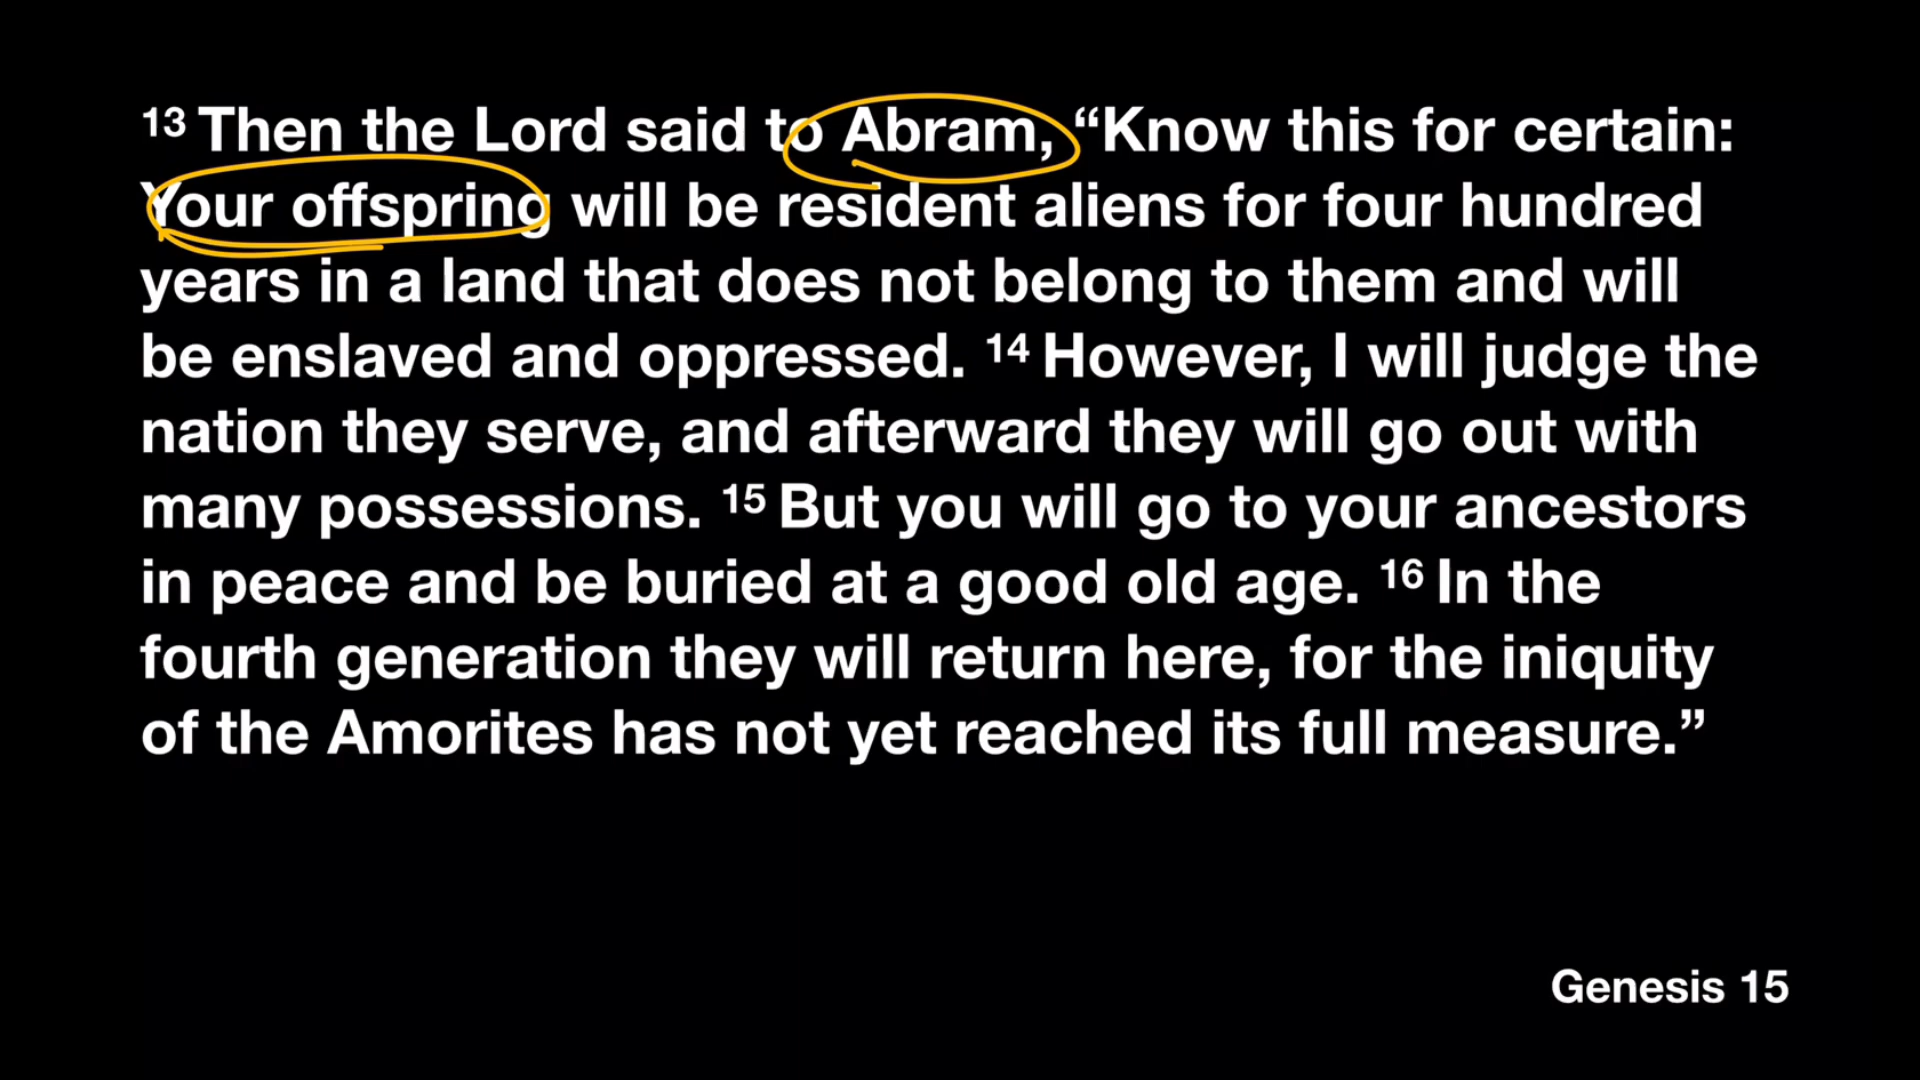 13 Then the Lord said to Abram, “Know this for certain:
Your offspring will be resident aliens for four hundred
years in a land that does not belong to them and will
be enslaved and oppressed. 14 However, I will judge the
nation they serve, and afterward they will go out with
many possessions. 15 But you will go to your ancestors
in peace and be buried at a good old age. 16 In the
fourth generation they will return here, for the iniquity
of the Amorites has not yet reached its full measure.”
Genesis 15